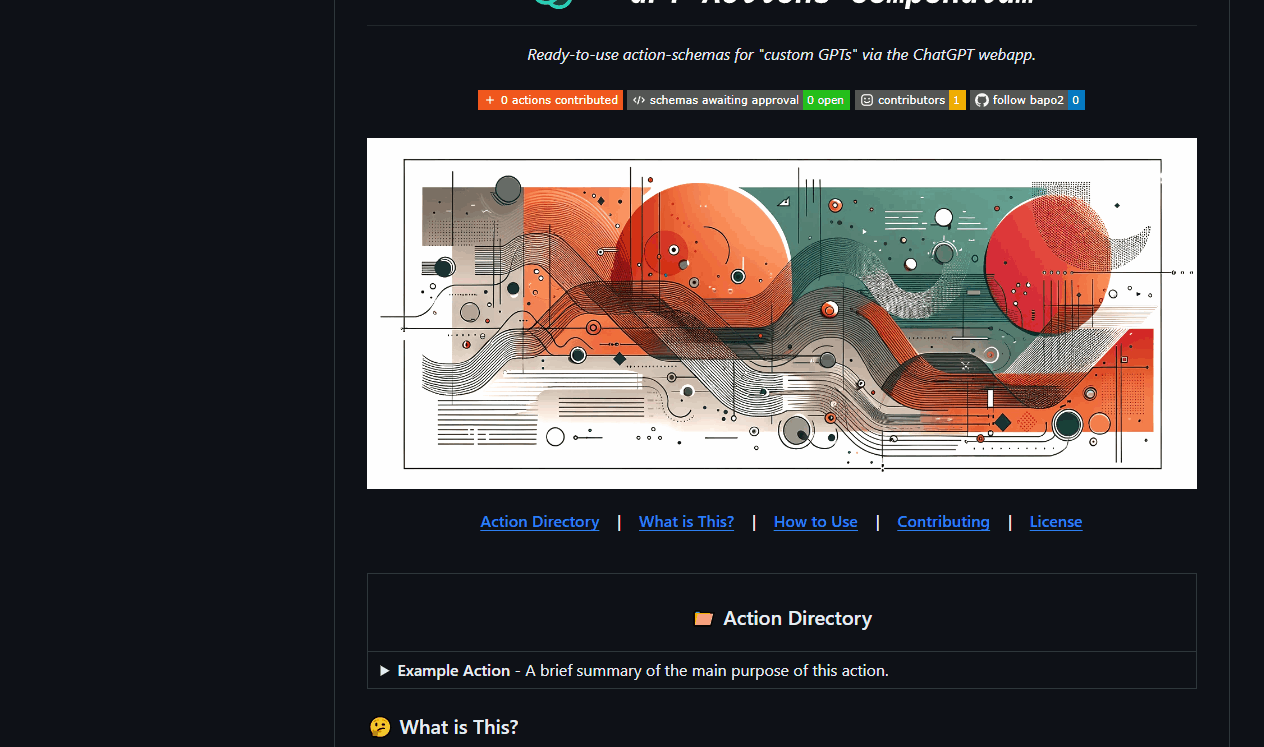 Ready-to-use action-schemas for "custom GPTs" via the ChatGPT webapp.
0 actions contributed
schemas awaiting approval 0 open
contributors 1
follow bapo2 0
Action Directory | What is This? | How to Use | Contributing | License
Action Directory
Example Action - A brief summary of the main purpose of this action.
🤔 What is This?